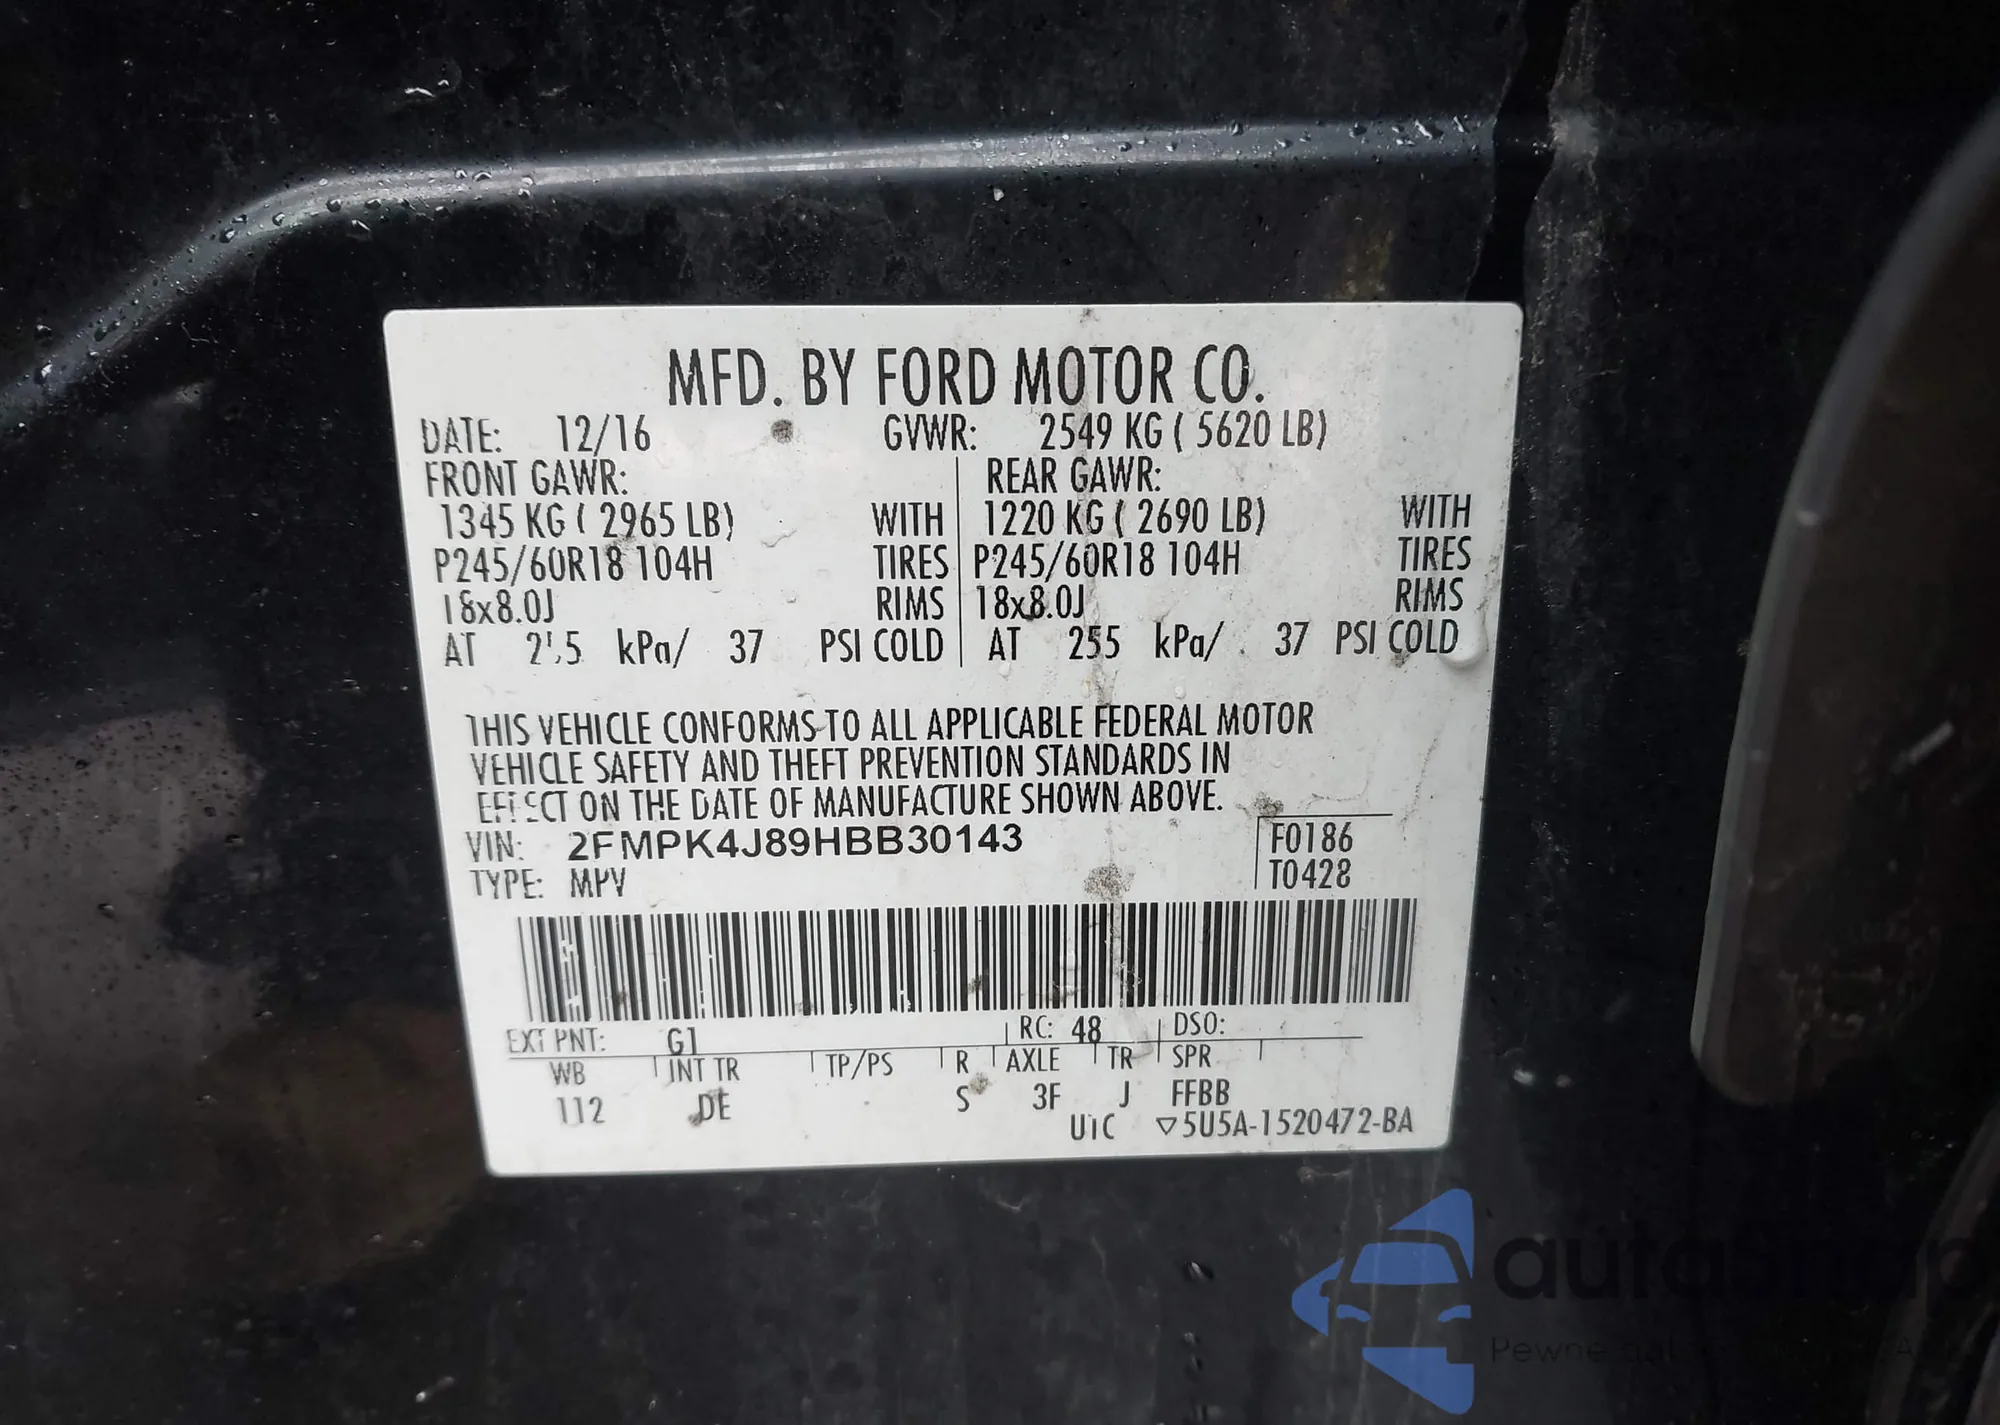 MFD. BY FORD MOTOR CO.
DATE: 12/16 GVWR: 2549 KG ( 5620 LB)
FRONT GAWR: REAR GAWR:
1345 KG ( 2965 LB) WITH 1220 KG ( 2690 LB) WITH
P245/60R18 104H TIRES P245/60R18 104H TIRES
18x8.0J RIMS 18x8.0J RIMS
AT kPa/ 37 PSI COLD AT 255 kPa/ 37 PSI COLD
THIS VEHICLE CONFORMS TO ALL APPLICABLE FEDERAL MOTOR
VEHICLE SAFETY AND THEFT PREVENTION STANDARDS IN
EFFECT ON THE DATE OF MANUFACTURE SHOWN ABOVE.
VIN: 2FMPK4J89HBB30143 F0186
TYPE: MPV T0428
EXT PNT: G1 RC: 48 DSO:
WB INT TR TP/PS R AXLE TR SPR
112 DE S 3F J FFBB
UTC ▽5U5A-1520472-BA
autosnap
Pewne